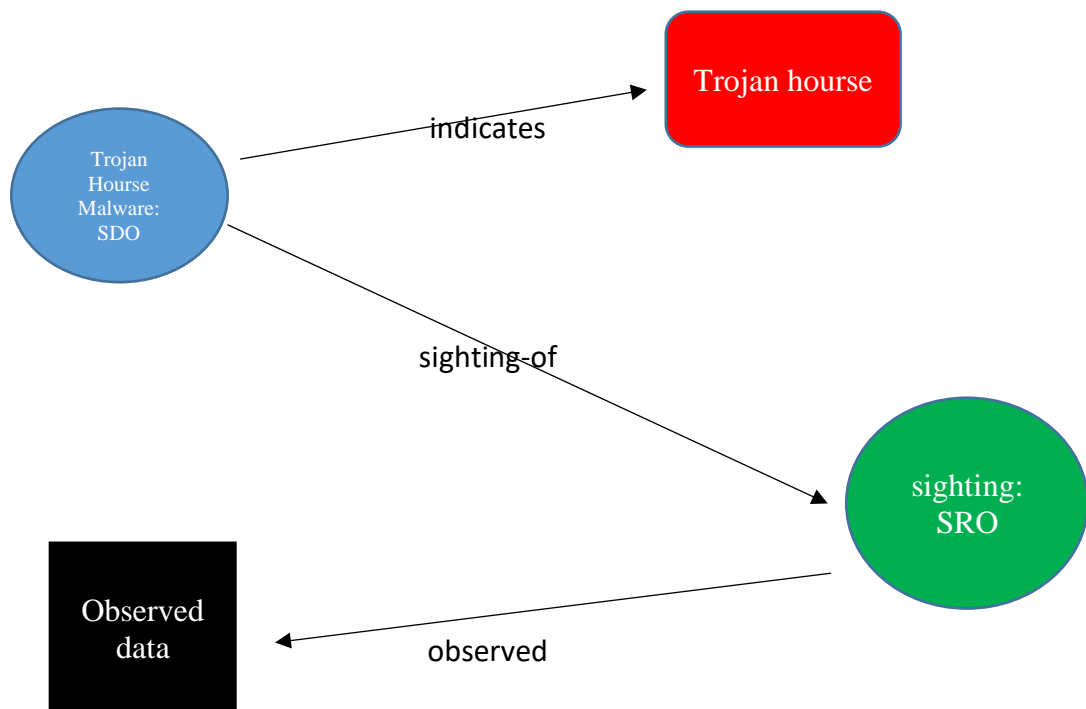 Trojan hourse
indicates
Trojan
Hourse
Malware:
SDO
sighting-of
sighting:
SRO
Observed
data
observed